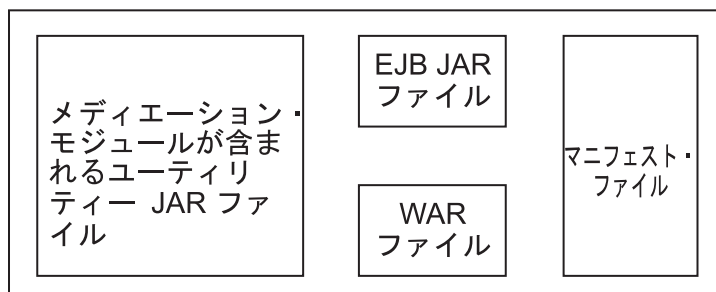 メディエーション・
モジュールが含ま
れるユーティリ
ティー JAR ファ
イル
EJB JAR
ファイル
WAR
ファイル
マニフェスト・
ファイル